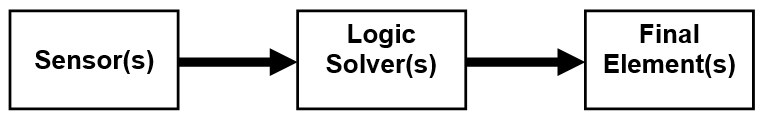 Sensor(s)
Logic
Solver(s)
Final
Element(s)